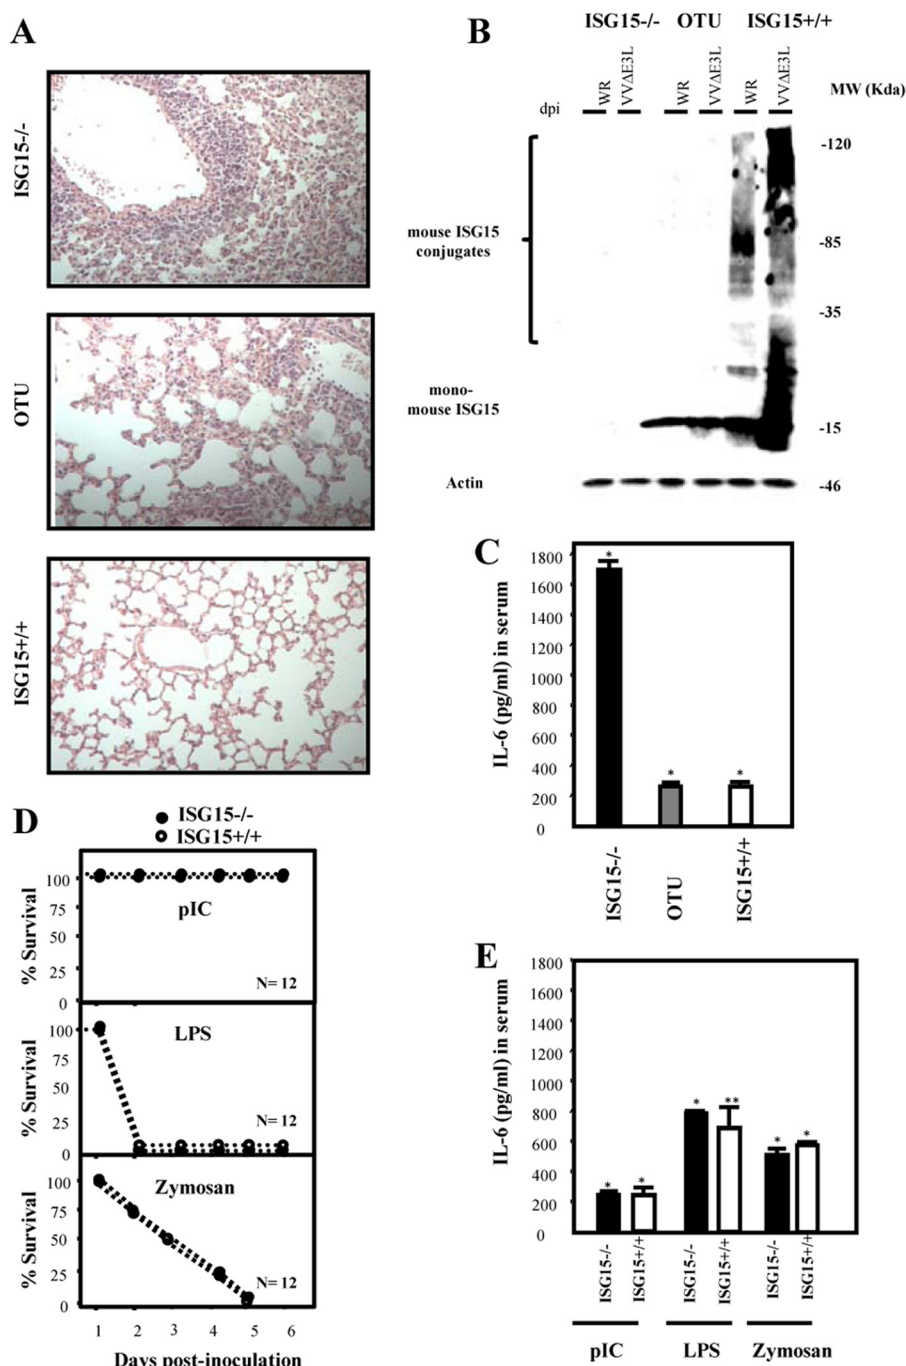 A
ISG15-/-
OTU
ISG15+/+
B
ISG15-/- OTU ISG15+/+
WR VVΔE3L WR VVΔE3L WR VVΔE3L
MW (Kda)
dpi
-120
mouse ISG15
conjugates
-85
-35
mono-
mouse ISG15
-15
Actin
-46
C
IL-6 (pg/ml) in serum
1800
1600
1400
1200
1000
800
600
400
200
0
*
*
*
ISG15-/-
OTU
ISG15+/+
D
ISG15-/-
ISG15+/+
% Survival
100
75
50
25
0
pIC
N= 12
% Survival
100
75
50
25
0
LPS
N= 12
% Survival
100
75
50
25
0
Zymosan
N= 12
1 2 3 4 5 6
Days post-inoculation
E
IL-6 (pg/ml) in serum
1800
1600
1400
1200
1000
800
600
400
200
0
*
*
*
**
*
*
ISG15-/-
ISG15+/+
ISG15-/-
ISG15+/+
ISG15-/-
ISG15+/+
pIC LPS Zymosan